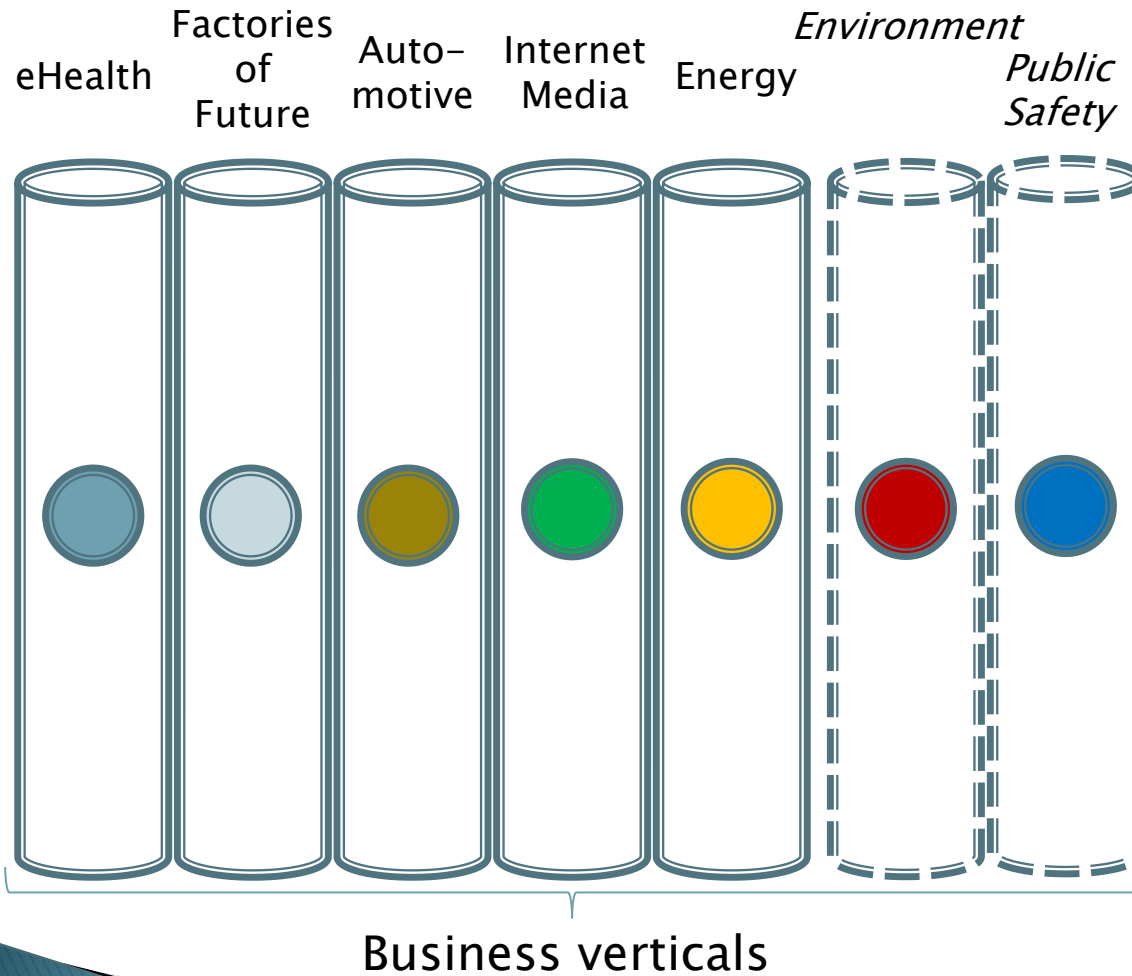 eHealth
Factories
of
Future
Auto-
motive
Internet
Media
Energy
Environment
Public
Safety
Business verticals